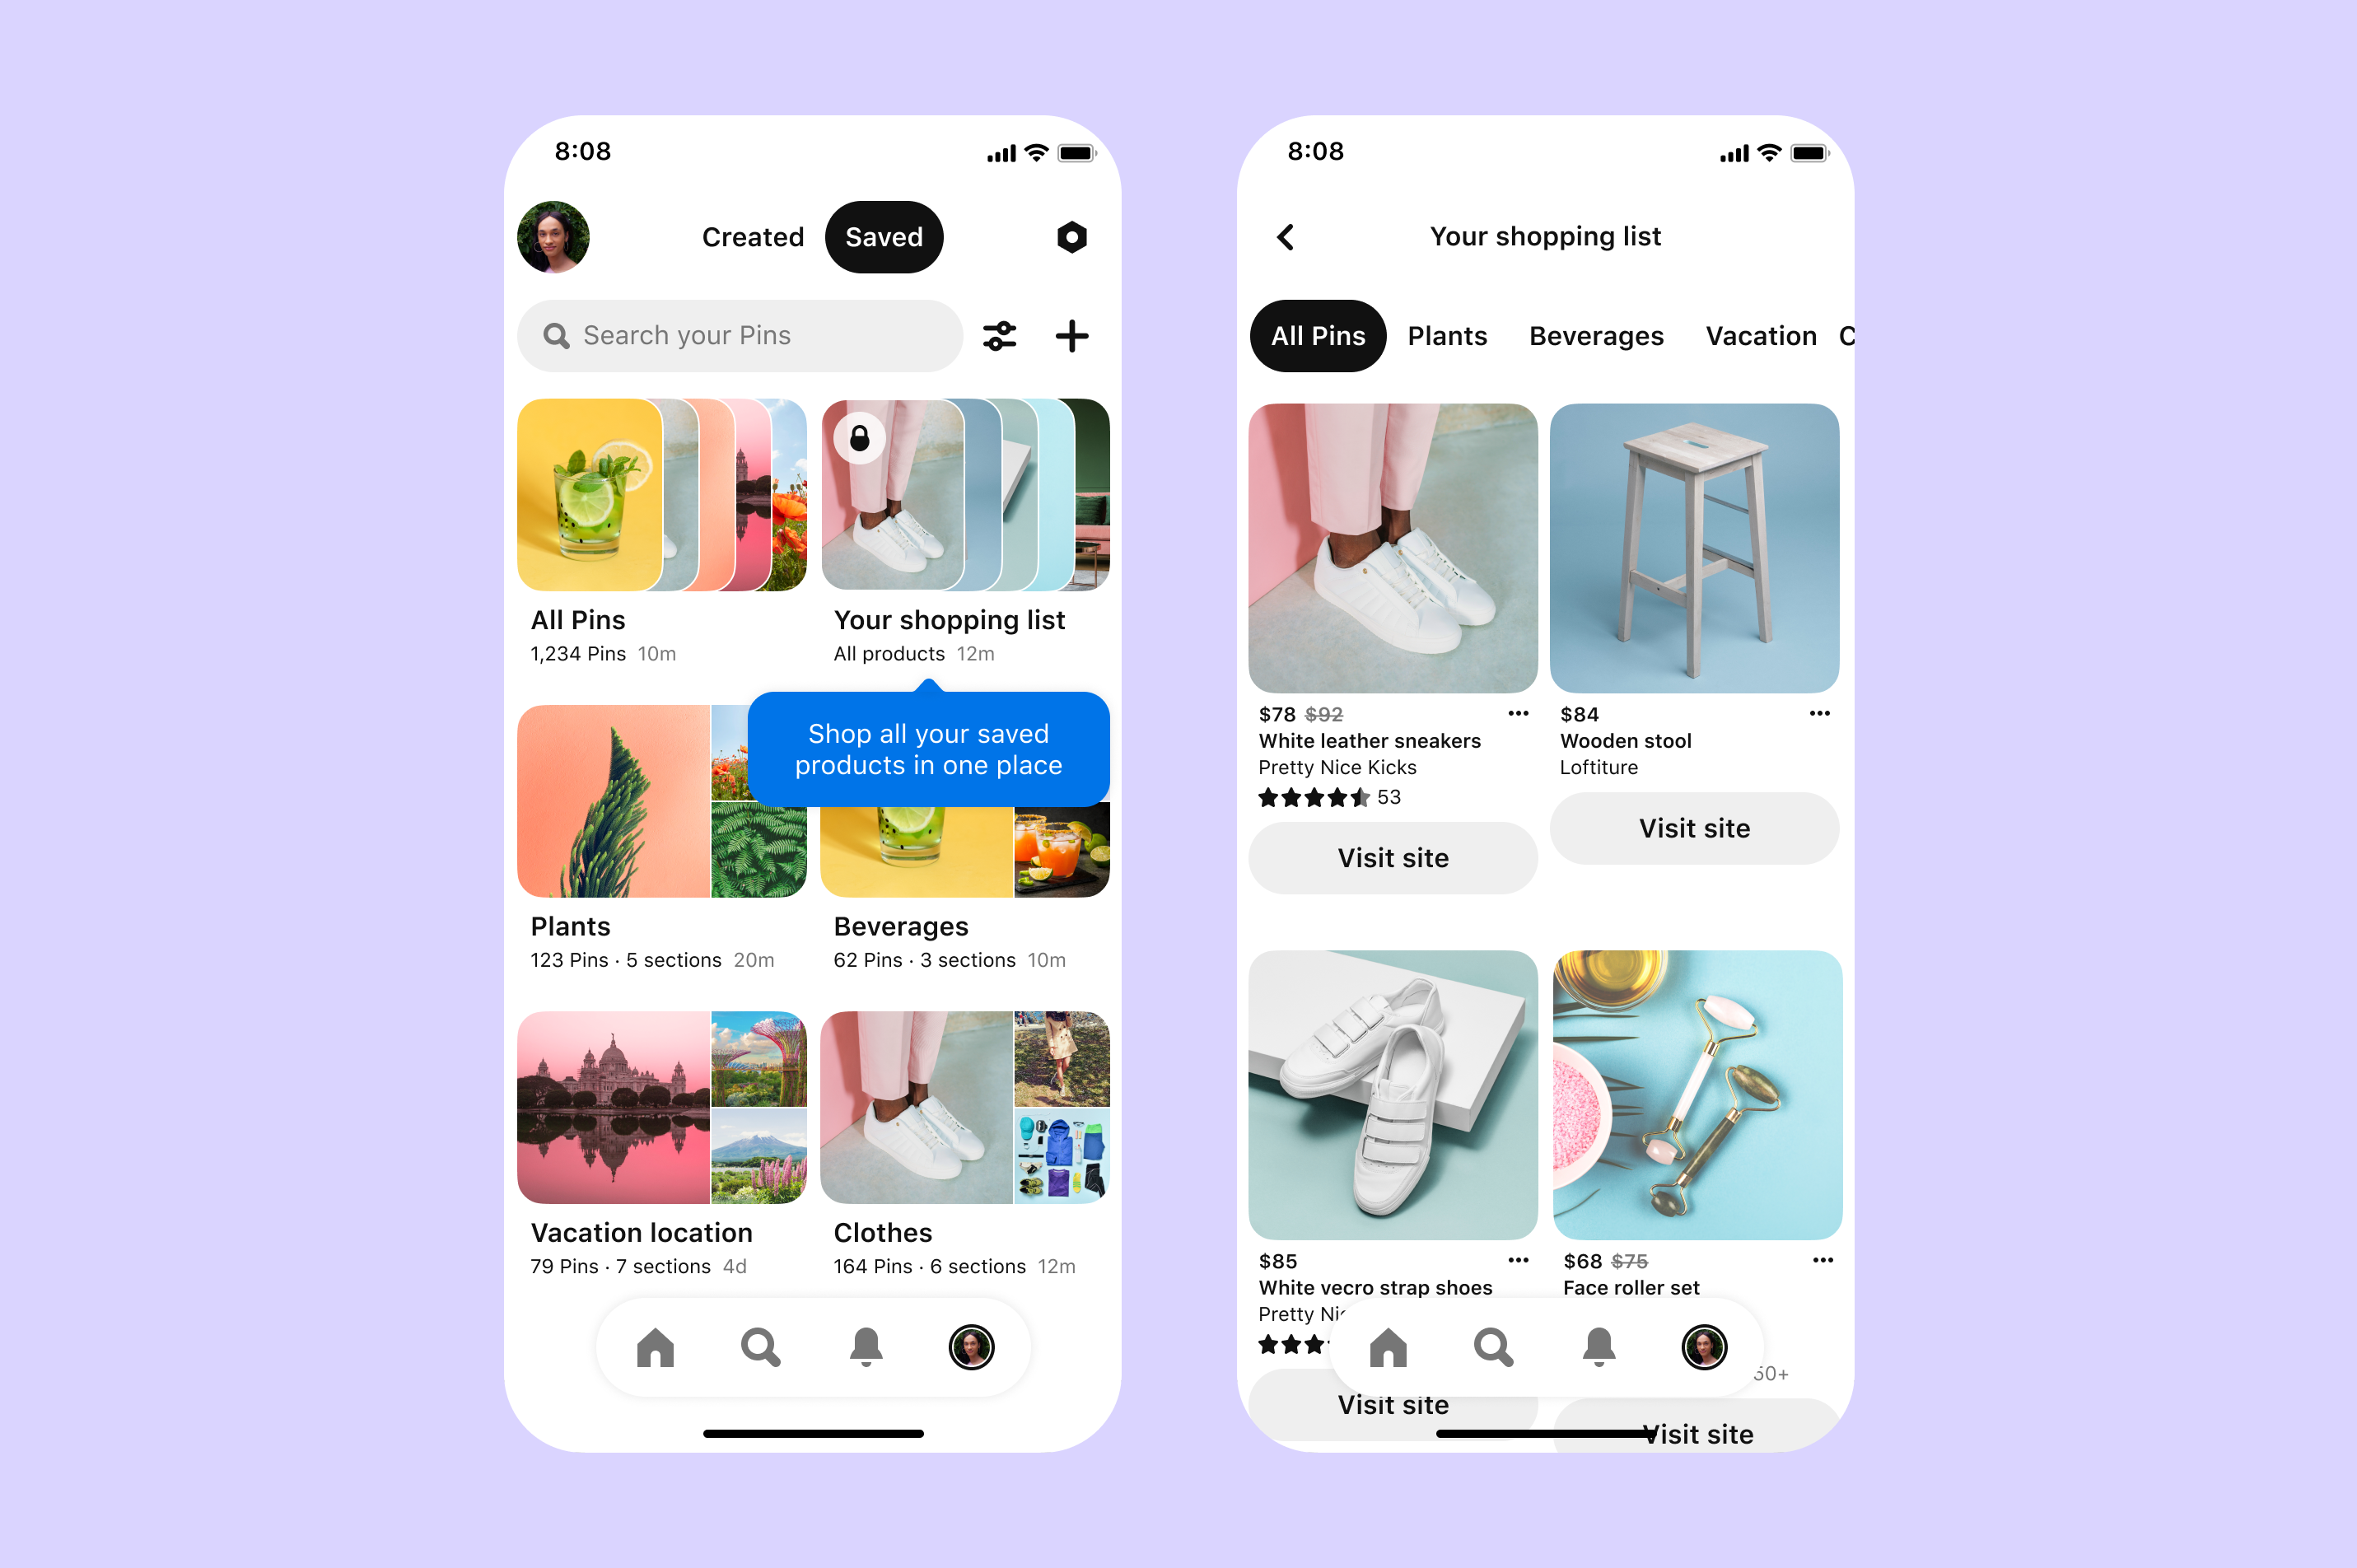 8:08
Created
Saved
Search your Pins
All Pins
1,234 Pins 10m
Your shopping list
All products 12m
Shop all your saved
products in one place
Plants
123 Pins · 5 sections 20m
Beverages
62 Pins · 3 sections 10m
Vacation location
79 Pins · 7 sections 4d
Clothes
164 Pins · 6 sections 12m
8:08
Your shopping list
All Pins
Plants
Beverages
Vacation
C
$78 $92
White leather sneakers
Pretty Nice Kicks
53
Visit site
$84
Wooden stool
Loftiture
Visit site
$85
White vecro strap shoes
Pretty
Visit site
$68 $75
Face roller set
50+
Visit site